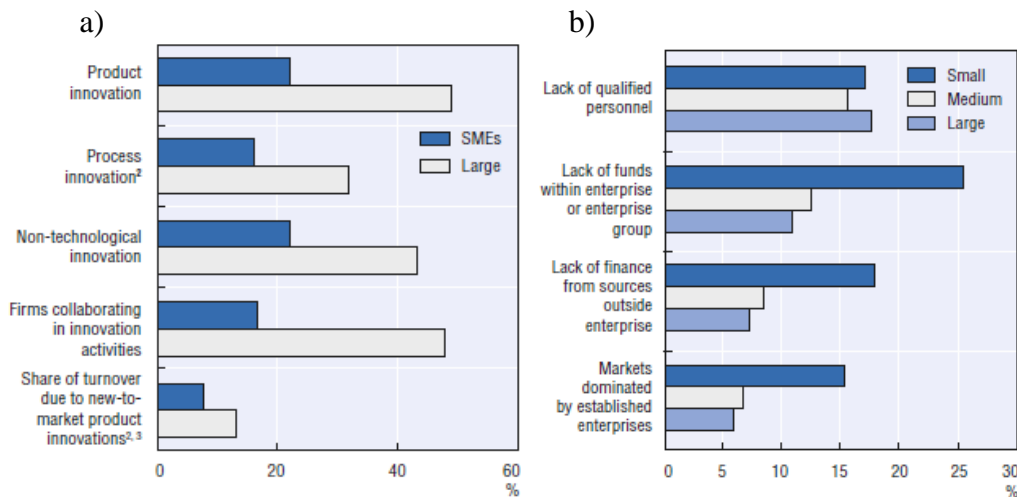 a)
Product
innovation
Process
innovation²
Non-technological
innovation
Firms collaborating
in innovation
activities
Share of turnover
due to new-to-
market product
innovations²,³
SMEs
Large
0 20 40 60
%
b)
Lack of qualified
personnel
Lack of funds
within enterprise
or enterprise
group
Lack of finance
from sources
outside
enterprise
Markets
dominated
by established
enterprises
Small
Medium
Large
0 5 10 15 20 25 30
%